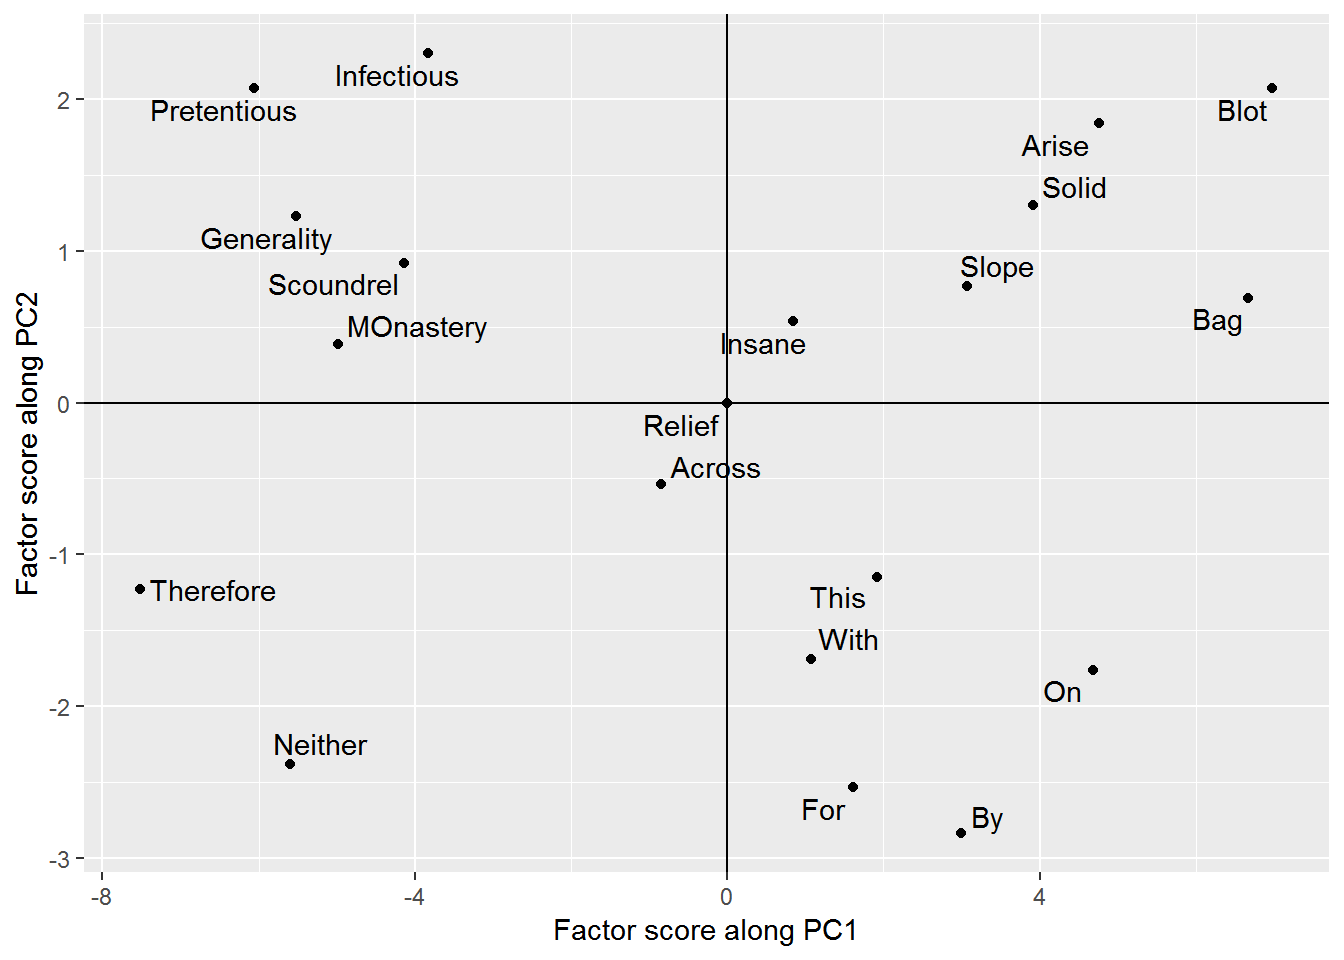 Infectious
Pretentious
Blot
Arise
Solid
Generality
Scoundrel
Slope
MOnastery
Bag
Insane
Relief
Across
Therefore
This
With
On
Neither
For
By
2
1
0
-1
-2
-3
-8
-4
0
4
Factor score along PC1
Factor score along PC2